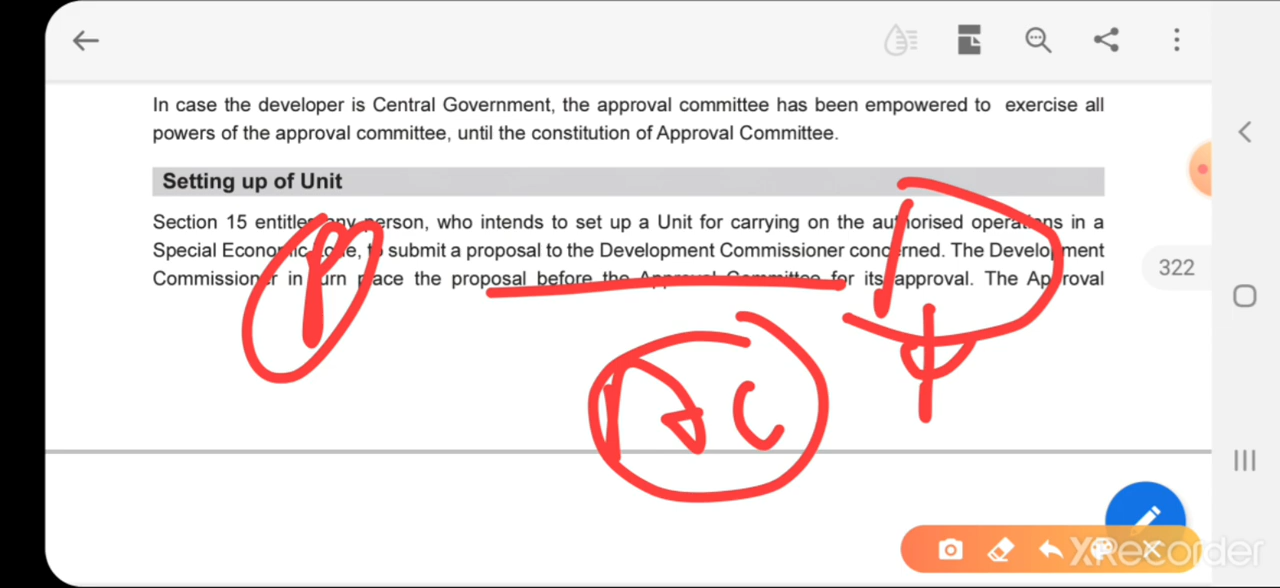 In case the developer is Central Government, the approval committee has been empowered to exercise all
powers of the approval committee, until the constitution of Approval Committee.
Setting up of Unit
Section 15 entitles any person, who intends to set up a Unit for carrying on the authorised operations in a
Special Economic Zone, to submit a proposal to the Development Commissioner concerned. The Development
Commissioner in turn place the proposal before the Approval Committee for its approval. The Approval
322
P
D
AC
XRecorder